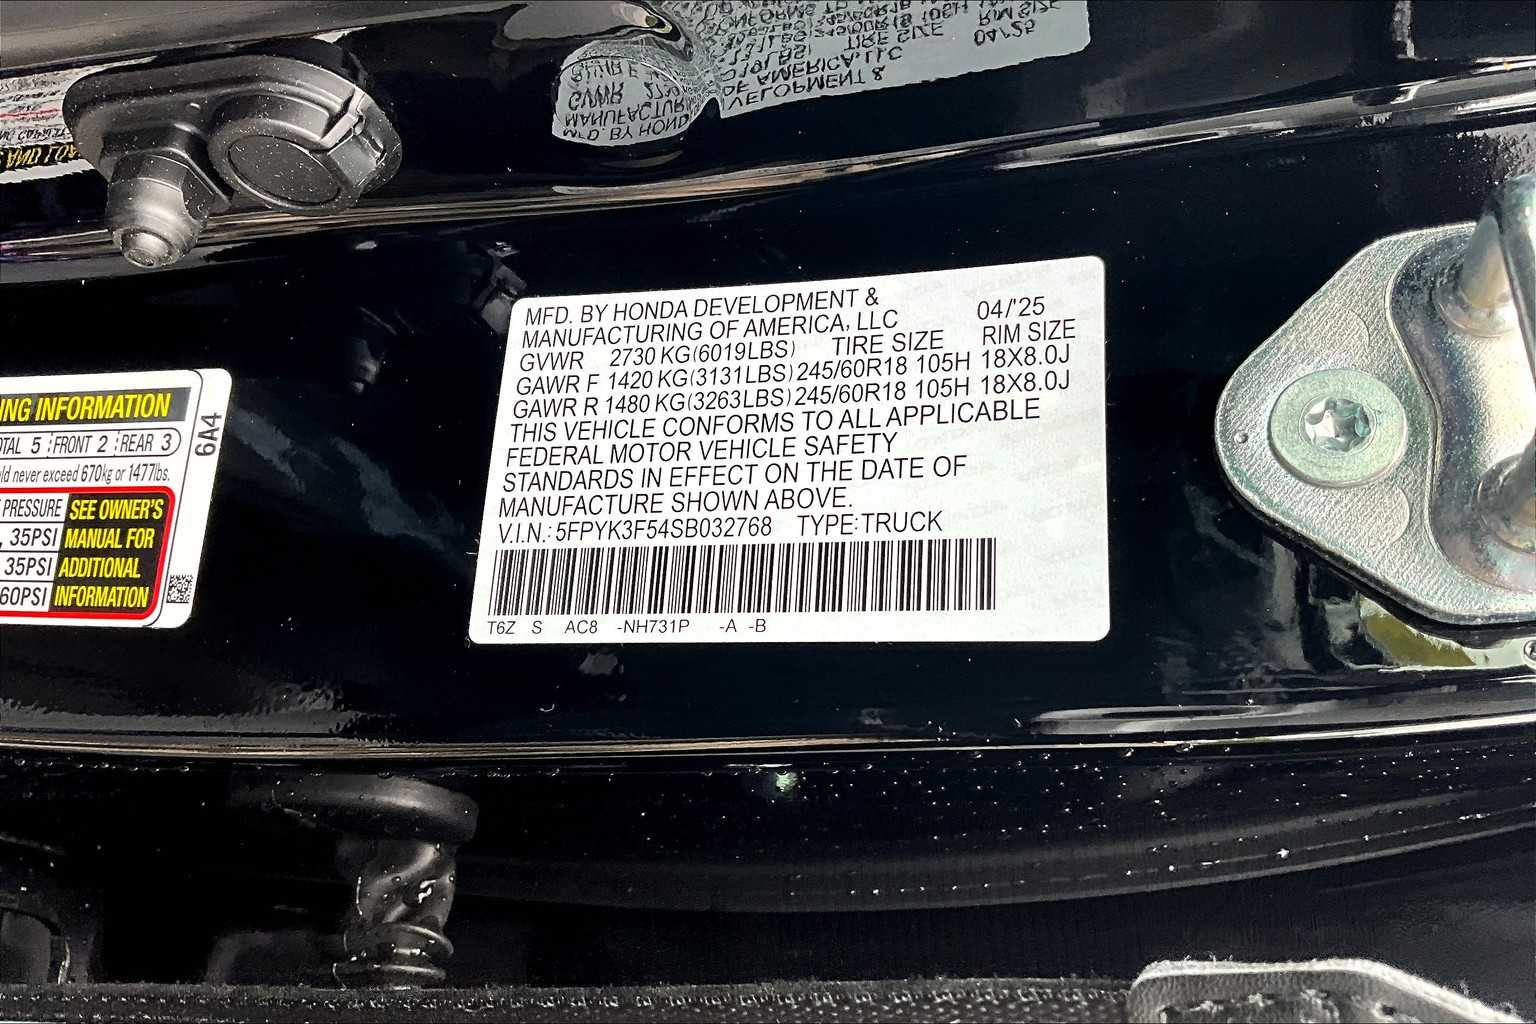 MFD. BY HONDA DEVELOPMENT &
MANUFACTURING OF AMERICA, LLC 04/'25
GVWR 2730 KG(6019LBS) TIRE SIZE RIM SIZE
GAWR F 1420 KG(3131LBS) 245/60R18 105H 18X8.0J
GAWR R 1480 KG(3263LBS) 245/60R18 105H 18X8.0J
THIS VEHICLE CONFORMS TO ALL APPLICABLE
FEDERAL MOTOR VEHICLE SAFETY
STANDARDS IN EFFECT ON THE DATE OF
MANUFACTURE SHOWN ABOVE.
V.I.N.: 5FPYK3F54SB032768 TYPE: TRUCK
T6Z S AC8 -NH731P -A -B
INFORMATION
5 FRONT 2 REAR 3
never exceed 670kg or 1477lbs.
PRESSURE SEE OWNER'S
35PSI MANUAL FOR
35PSI ADDITIONAL
60PSI INFORMATION
6A4